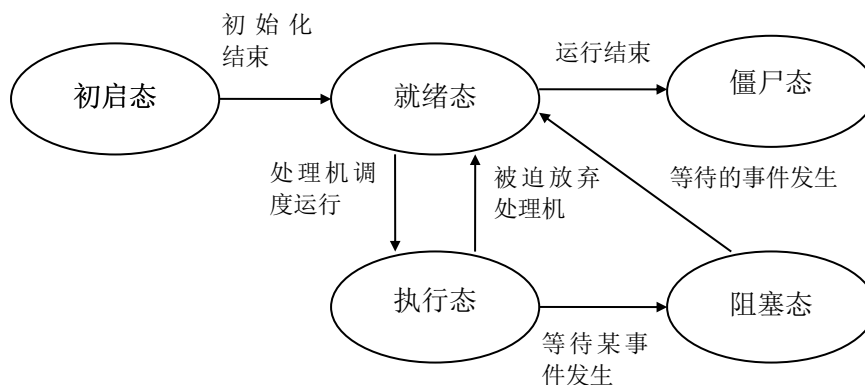 初始化
结束
运行结束
初启态
就绪态
僵尸态
处理机调
度运行
被迫放弃
处理机
等待的事件发生
执行态
阻塞态
等待某事
件发生